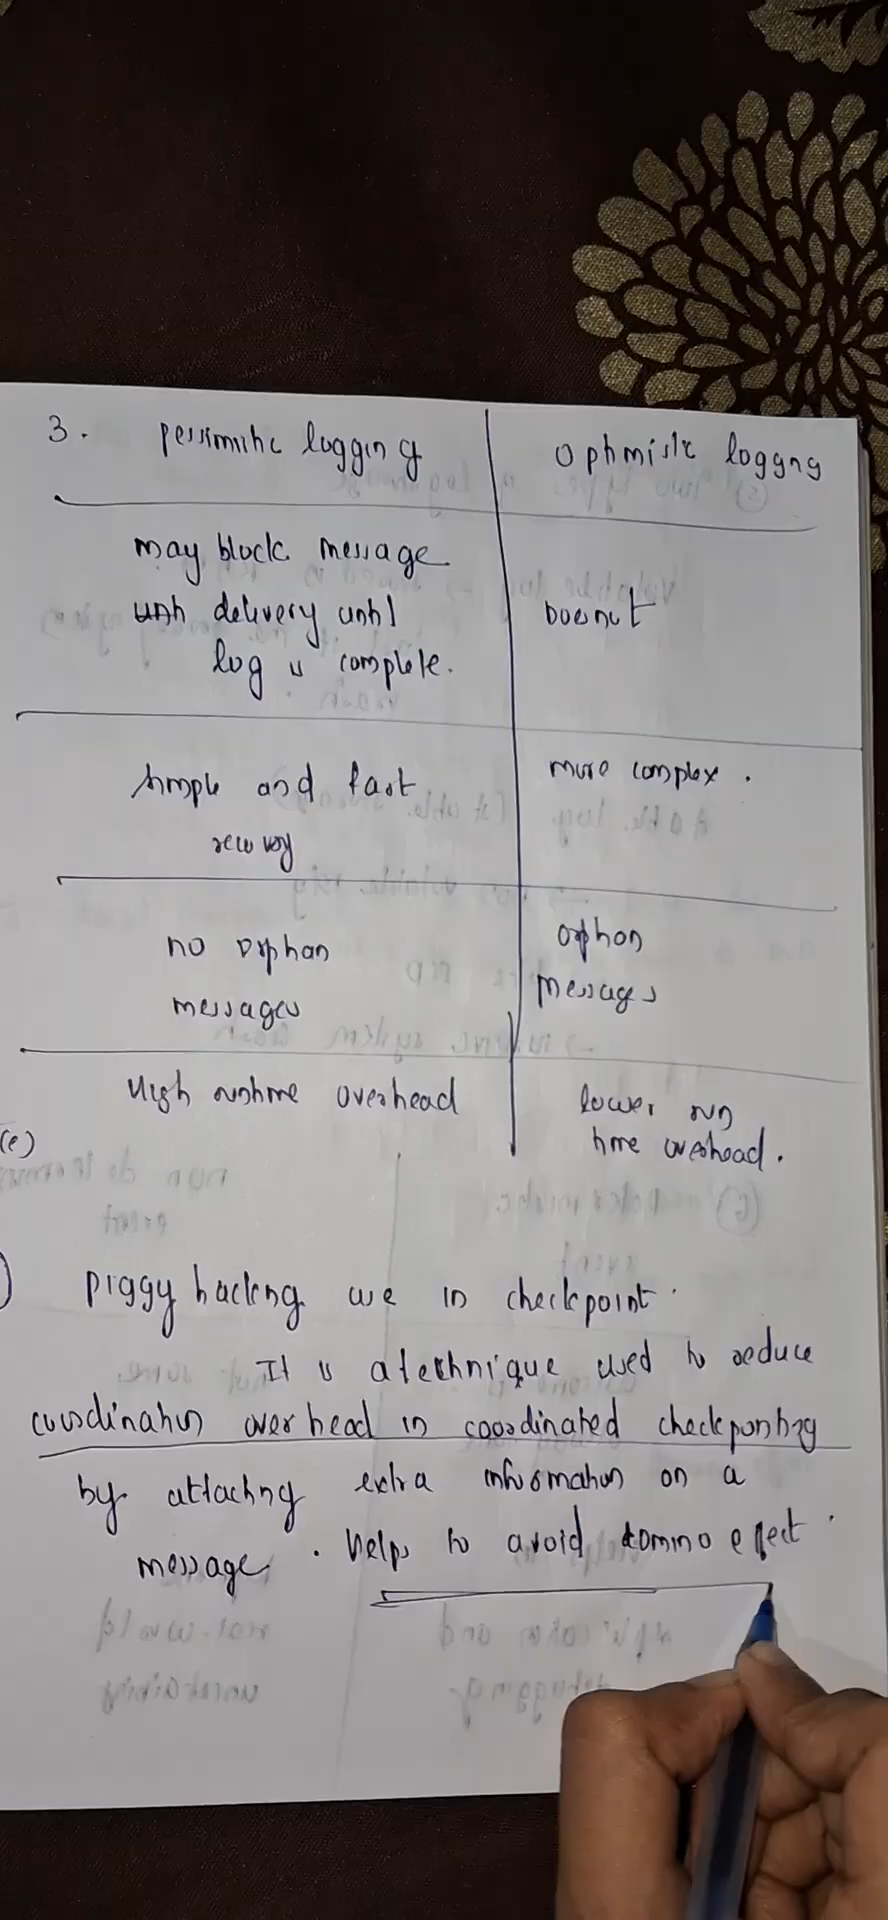 3. pessimistic logging
Optimistic logging
may block message
delivery until
log is complete.
Doesnot
simple and fast
recovery
more complex.
no orphan
messages
orphan
messages
High runtime overhead
lower run
time overhead.
(e)
piggy backing use in checkpoint.
It is a technique used to reduce
coordination overhead in coordinated checkpointing
by attaching extra information on a
message. Helps to avoid domino effect.